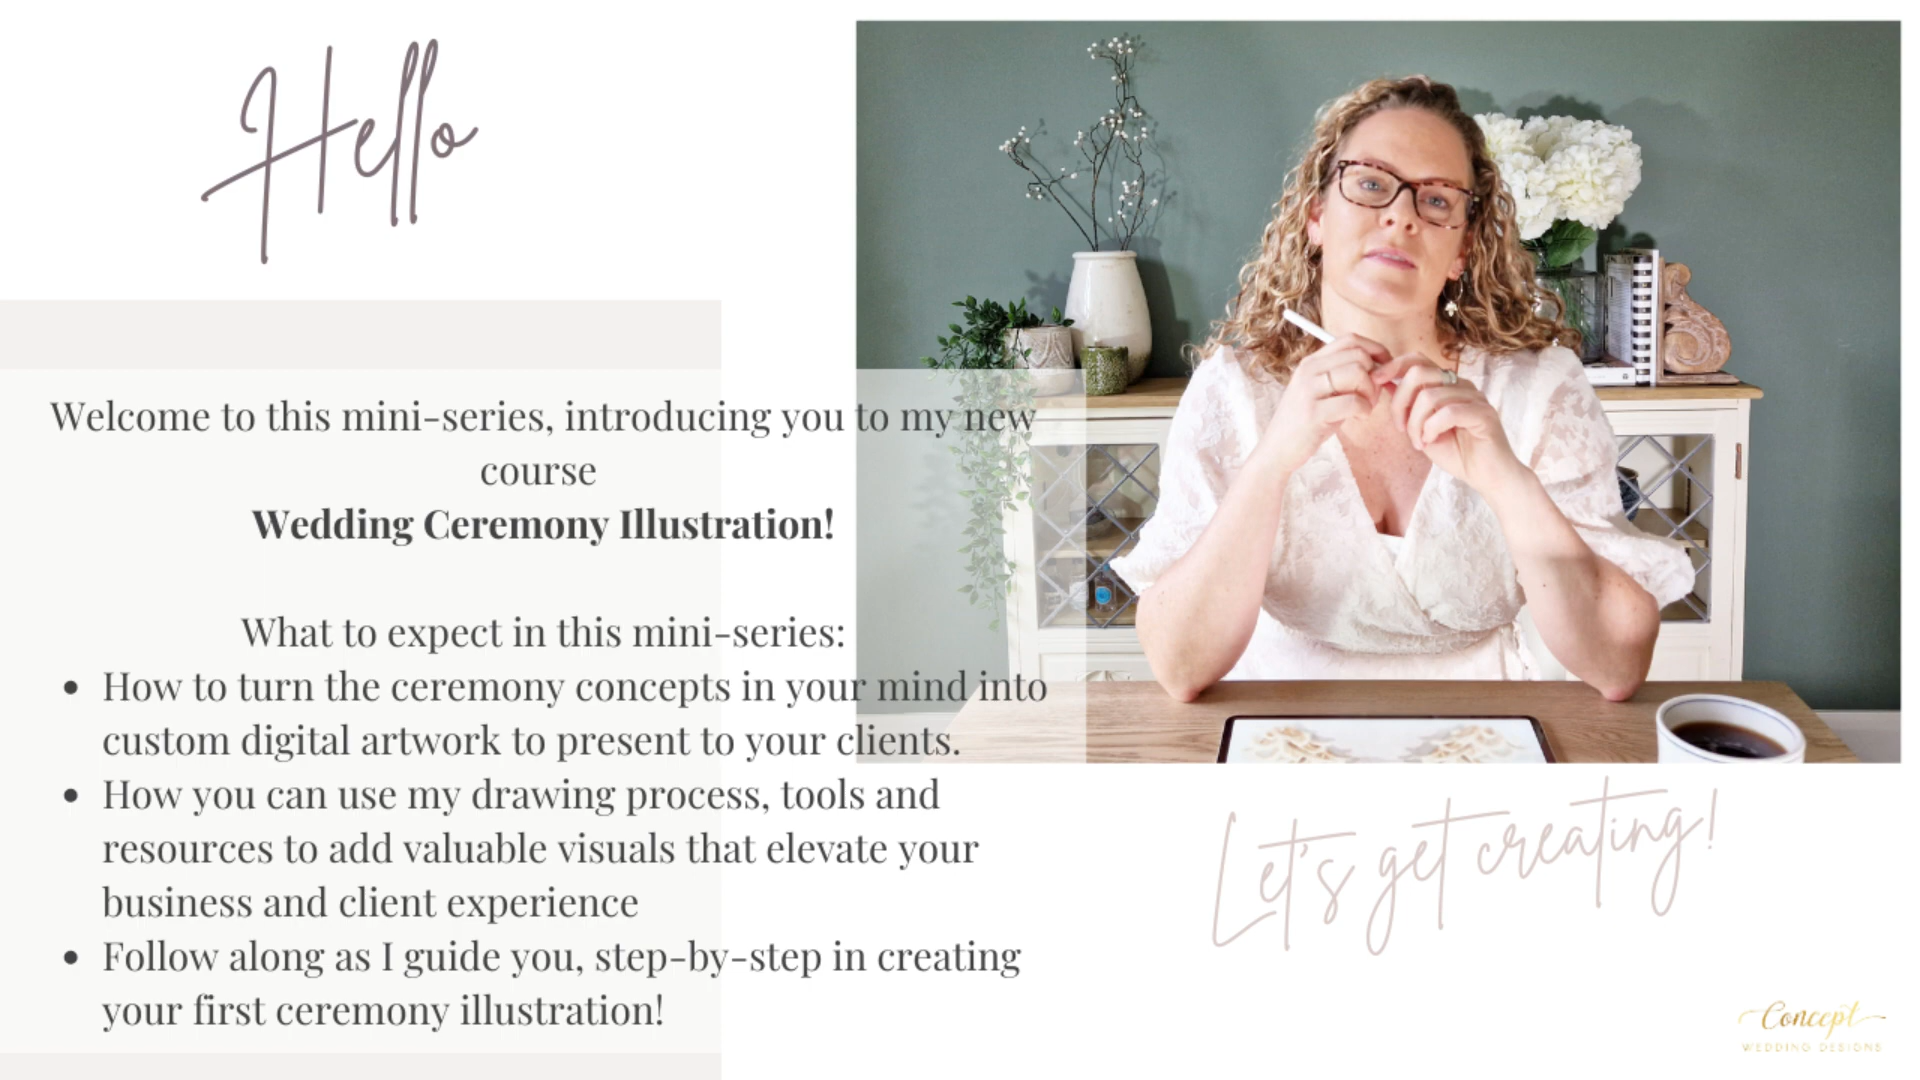 Hello
Welcome to this mini-series, introducing you to my new
course
Wedding Ceremony Illustration!
What to expect in this mini-series:
• How to turn the ceremony concepts in your mind into
custom digital artwork to present to your clients.
• How you can use my drawing process, tools and
resources to add valuable visuals that elevate your
business and client experience
• Follow along as I guide you, step-by-step in creating
your first ceremony illustration!
Let's get creating!
Concept
WEDDING DESIGNS